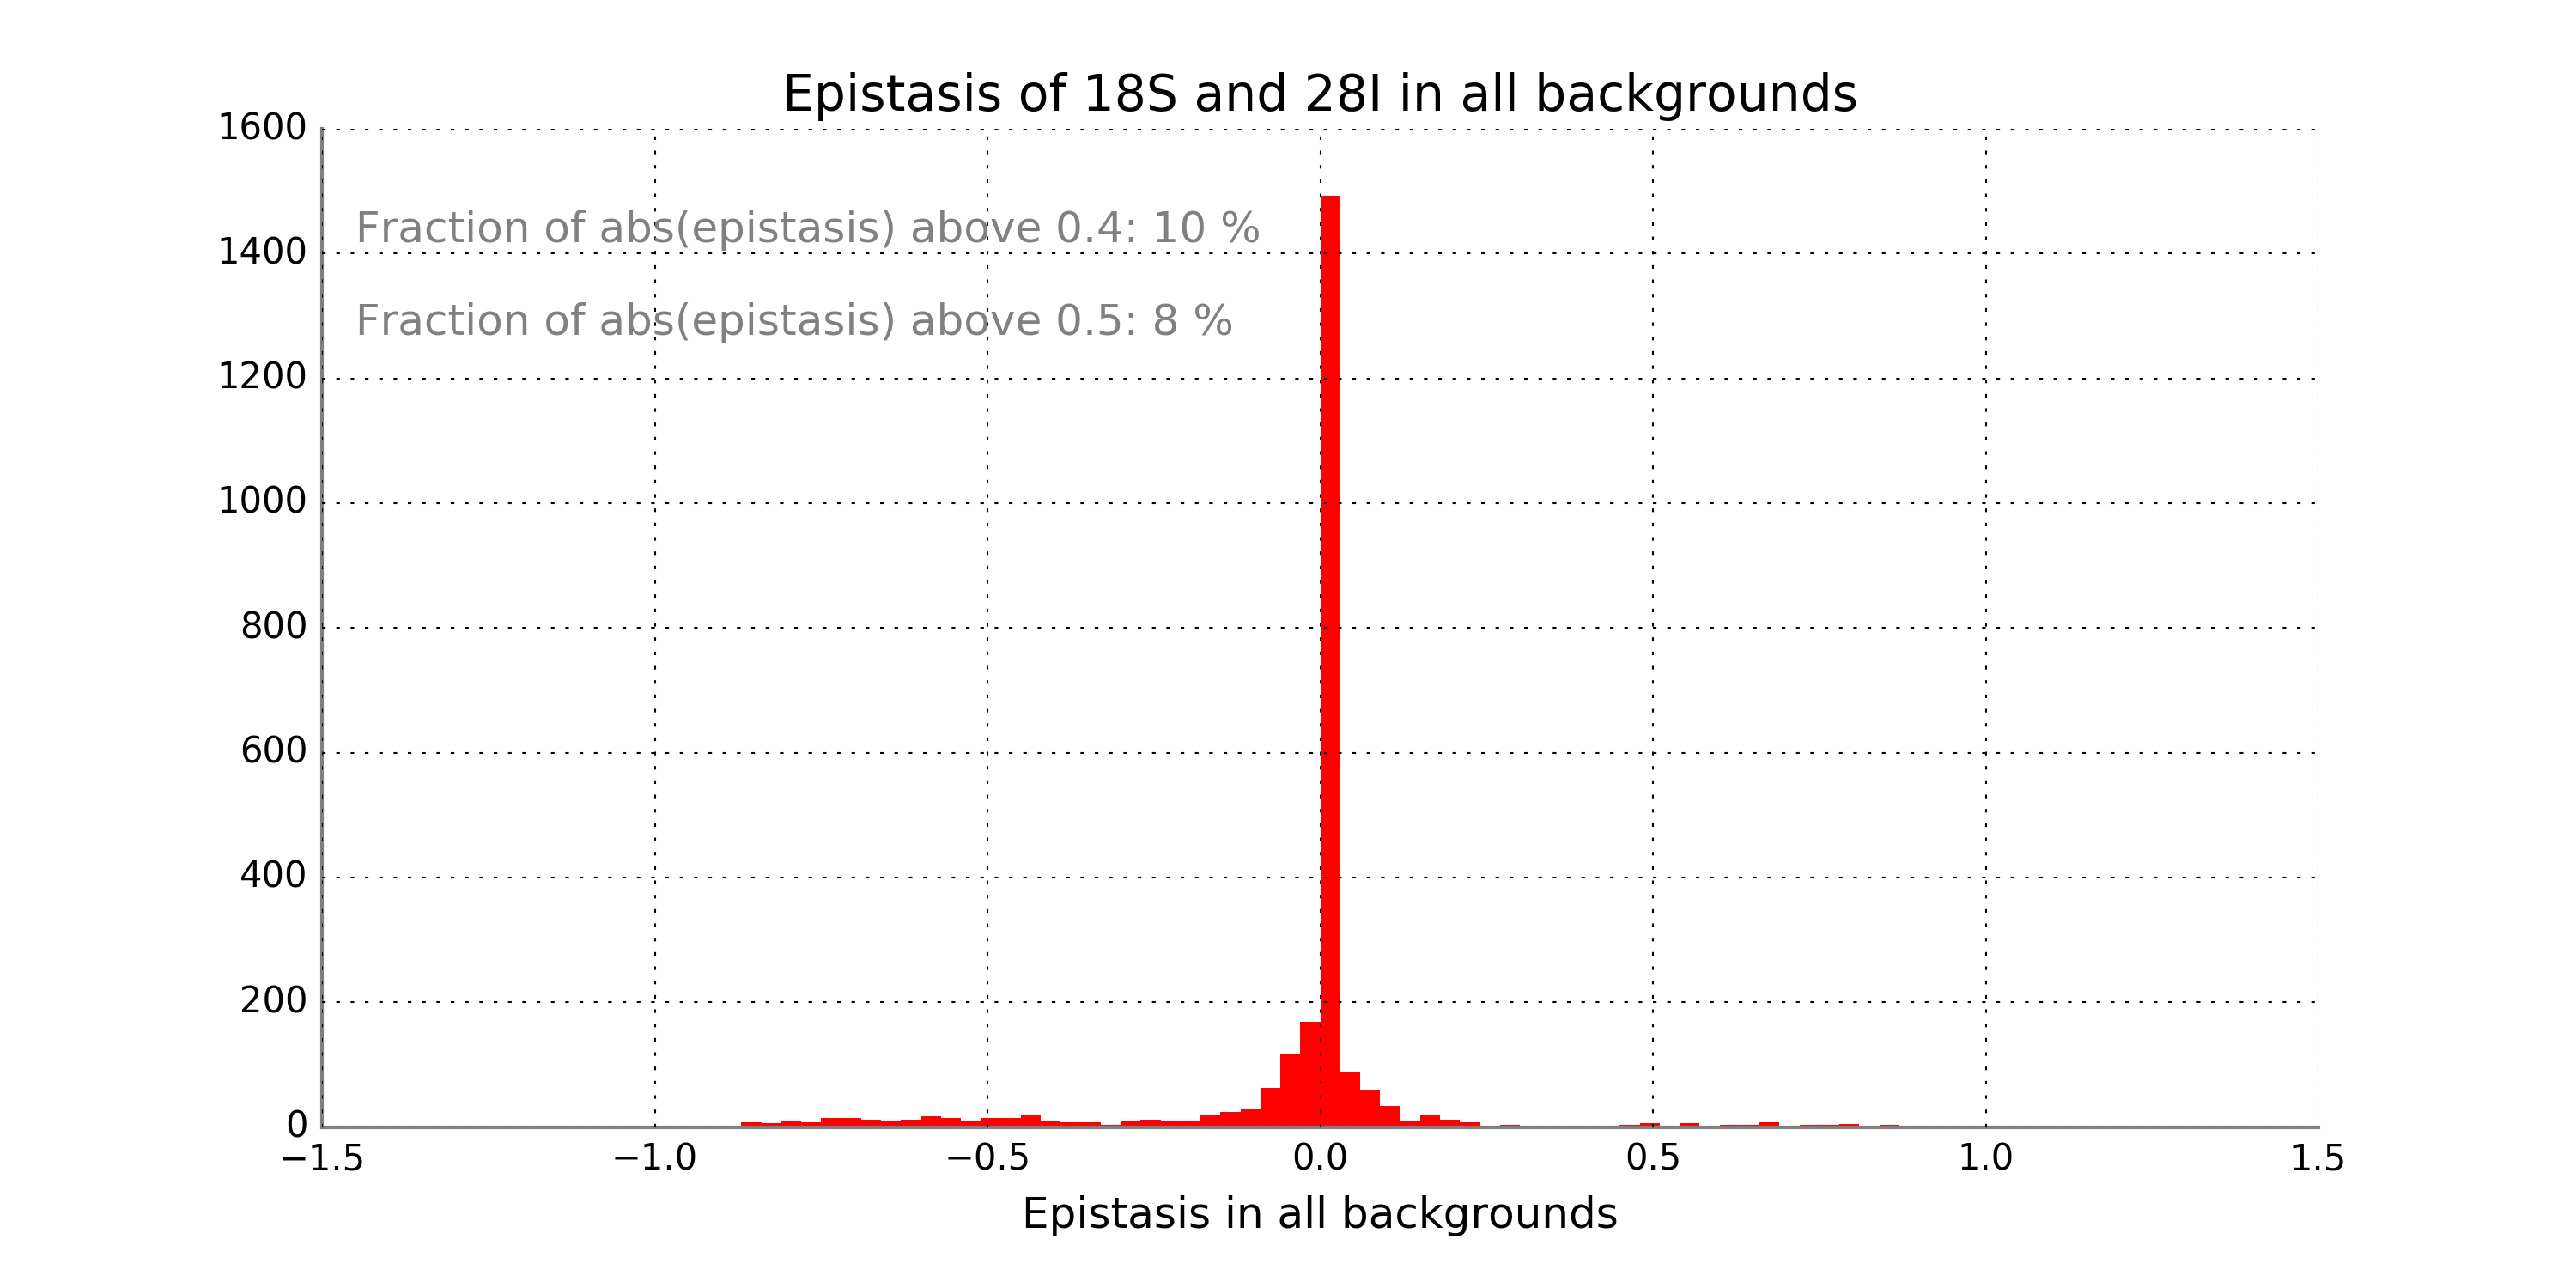 Epistasis of 18S and 28I in all backgrounds
1600
1400
1200
1000
800
600
400
200
0
Fraction of abs(epistasis) above 0.4: 10 %
Fraction of abs(epistasis) above 0.5: 8 %
−1.5 −1.0 −0.5 0.0 0.5 1.0 1.5
Epistasis in all backgrounds